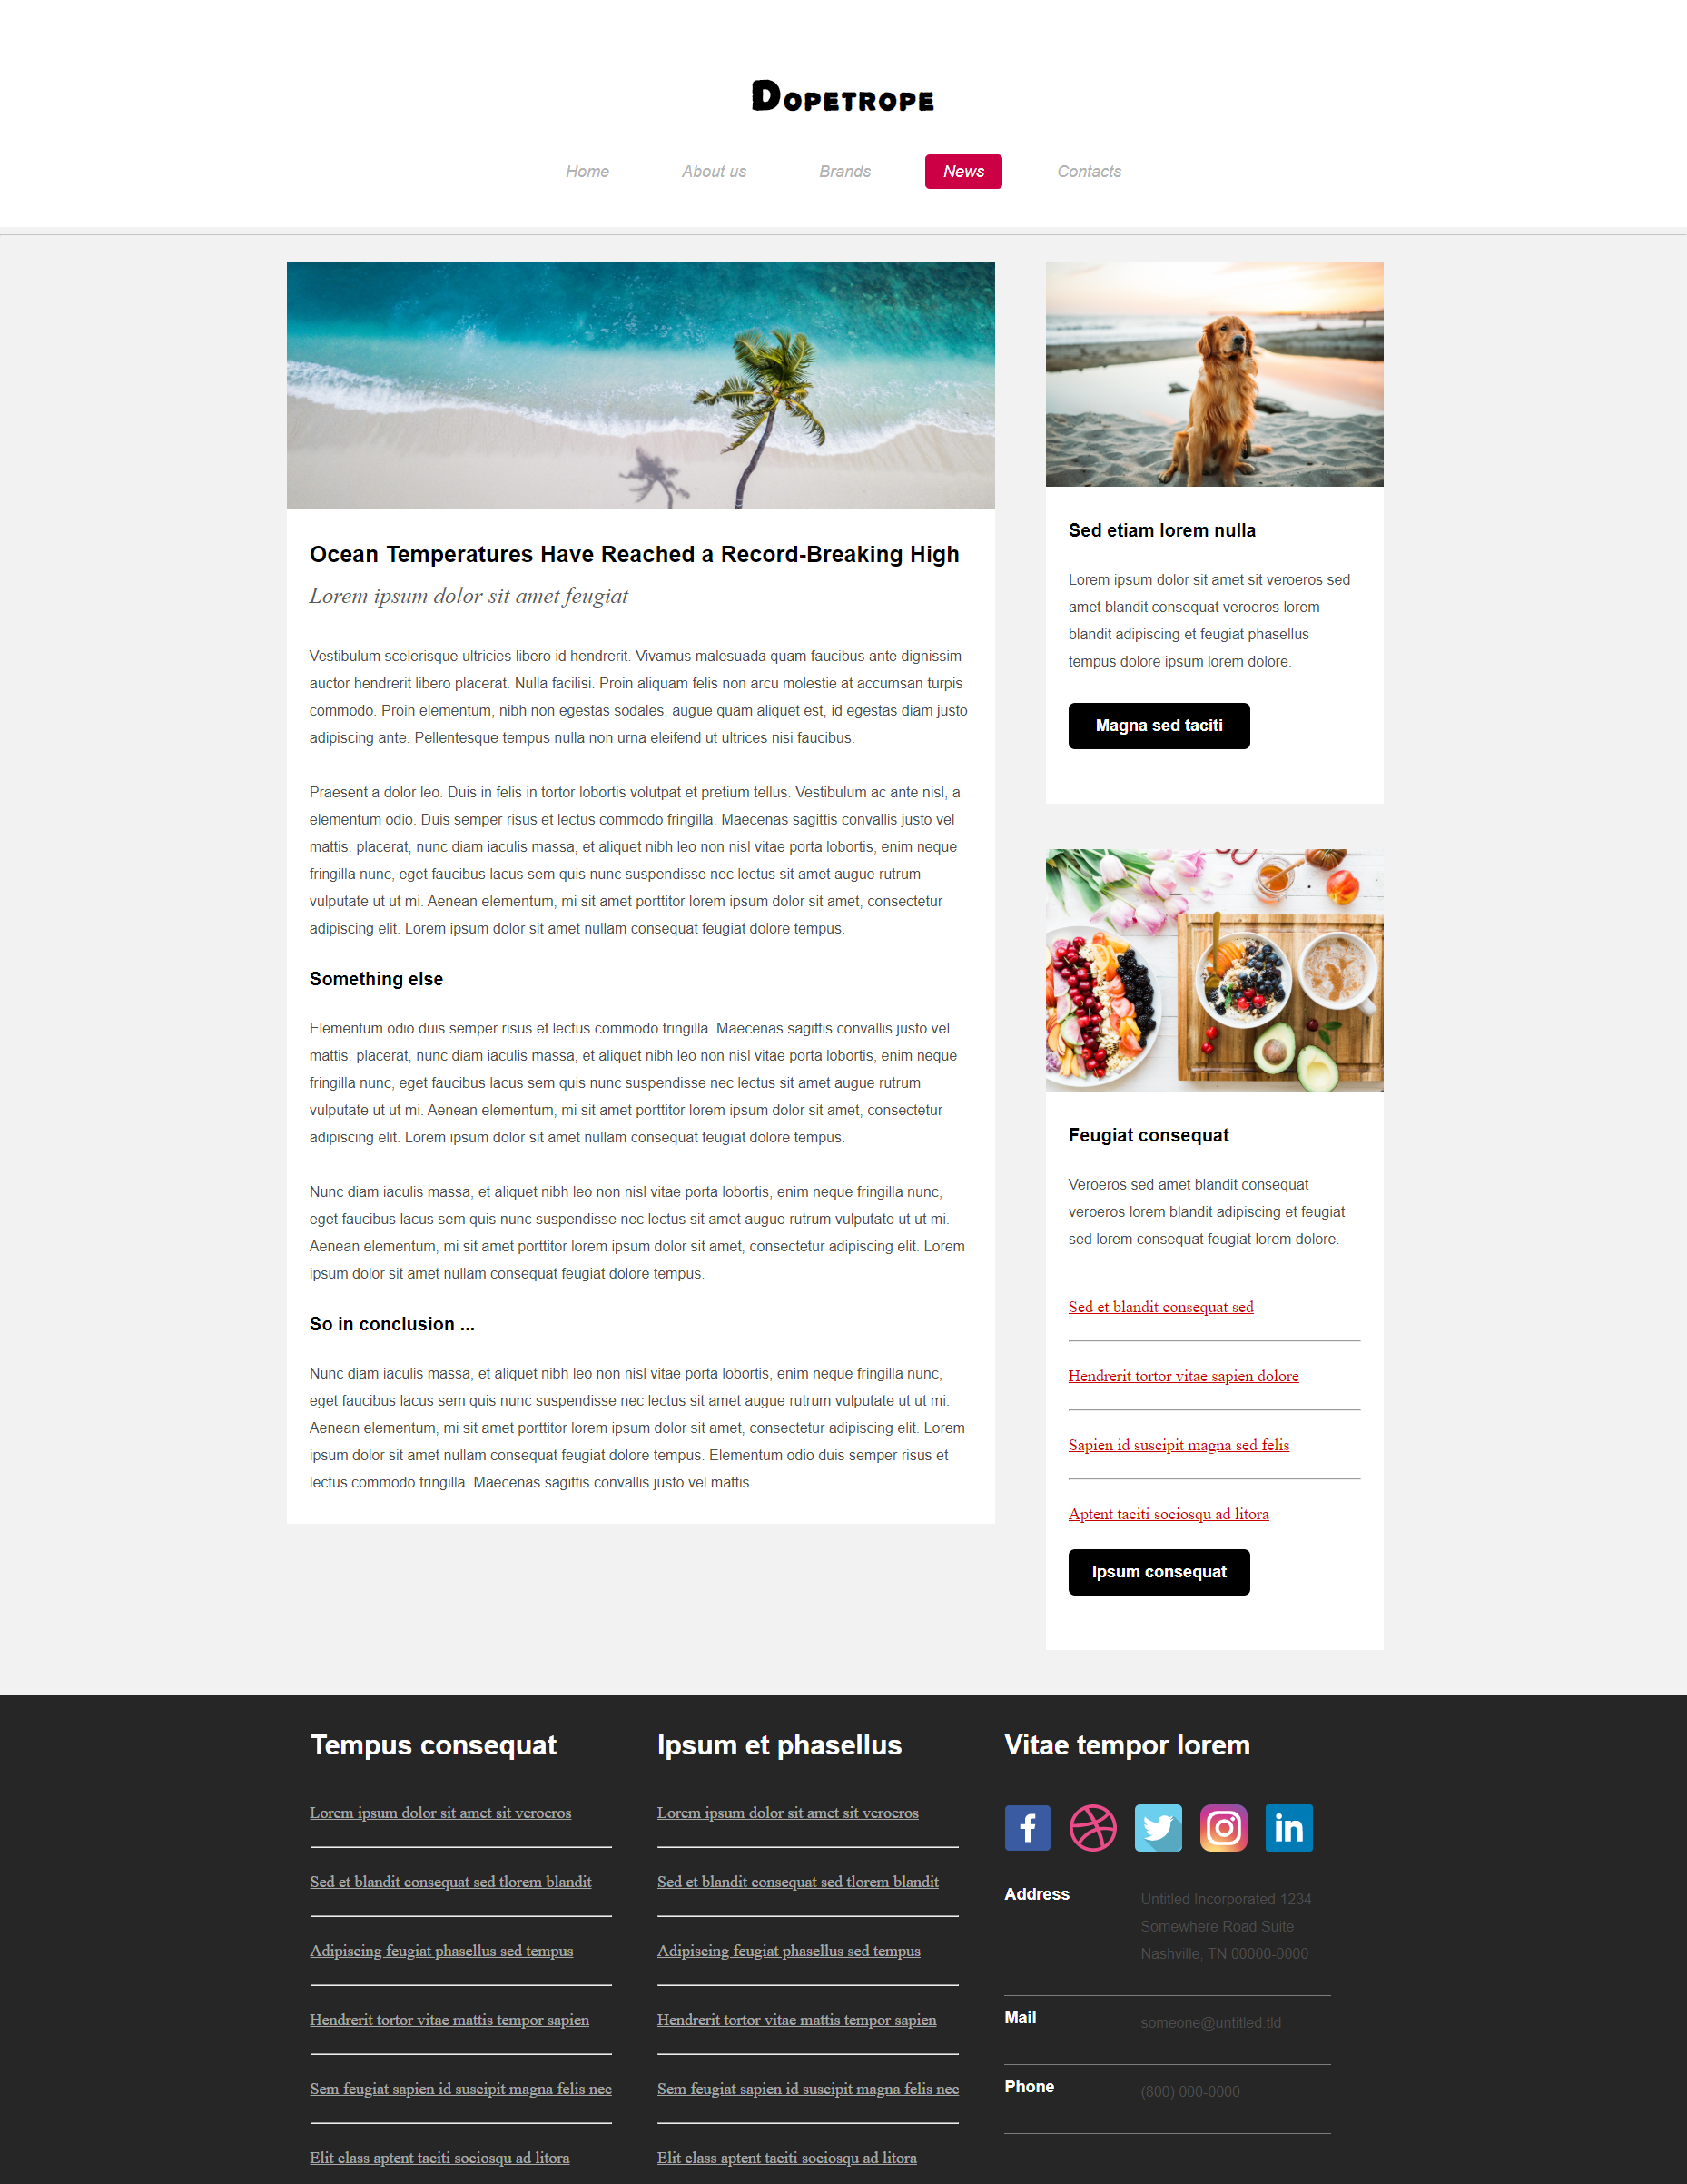 Dopetrope
Home About us Brands News Contacts
Ocean Temperatures Have Reached a Record-Breaking High
Lorem ipsum dolor sit amet feugiat
Vestibulum scelerisque ultricies libero id hendrerit. Vivamus malesuada quam faucibus ante dignissim
auctor hendrerit libero placerat. Nulla facilisi. Proin aliquam felis non arcu molestie at accumsan turpis
commodo. Proin elementum, nibh non egestas sodales, augue quam aliquet est, id egestas diam justo
adipiscing ante. Pellentesque tempus nulla non urna eleifend ut ultrices nisi faucibus.
Praesent a dolor leo. Duis in felis in tortor lobortis volutpat et pretium tellus. Vestibulum ac ante nisl, a
elementum odio. Duis semper risus et lectus commodo fringilla. Maecenas sagittis convallis justo vel
mattis. placerat, nunc diam iaculis massa, et aliquet nibh leo non nisl vitae porta lobortis, enim neque
fringilla nunc, eget faucibus lacus sem quis nunc suspendisse nec lectus sit amet augue rutrum
vulputate ut ut mi. Aenean elementum, mi sit amet porttitor lorem ipsum dolor sit amet, consectetur
adipiscing elit. Lorem ipsum dolor sit amet nullam consequat feugiat dolore tempus.
Something else
Elementum odio duis semper risus et lectus commodo fringilla. Maecenas sagittis convallis justo vel
mattis. placerat, nunc diam iaculis massa, et aliquet nibh leo non nisl vitae porta lobortis, enim neque
fringilla nunc, eget faucibus lacus sem quis nunc suspendisse nec lectus sit amet augue rutrum
vulputate ut ut mi. Aenean elementum, mi sit amet porttitor lorem ipsum dolor sit amet, consectetur
adipiscing elit. Lorem ipsum dolor sit amet nullam consequat feugiat dolore tempus.
Nunc diam iaculis massa, et aliquet nibh leo non nisl vitae porta lobortis, enim neque fringilla nunc,
eget faucibus lacus sem quis nunc suspendisse nec lectus sit amet augue rutrum vulputate ut ut mi.
Aenean elementum, mi sit amet porttitor lorem ipsum dolor sit amet, consectetur adipiscing elit. Lorem
ipsum dolor sit amet nullam consequat feugiat dolore tempus.
So in conclusion ...
Nunc diam iaculis massa, et aliquet nibh leo non nisl vitae porta lobortis, enim neque fringilla nunc,
eget faucibus lacus sem quis nunc suspendisse nec lectus sit amet augue rutrum vulputate ut ut mi.
Aenean elementum, mi sit amet porttitor lorem ipsum dolor sit amet, consectetur adipiscing elit. Lorem
ipsum dolor sit amet nullam consequat feugiat dolore tempus. Elementum odio duis semper risus et
lectus commodo fringilla. Maecenas sagittis convallis justo vel mattis.
Sed etiam lorem nulla
Lorem ipsum dolor sit amet sit veroeros sed
amet blandit consequat veroeros lorem
blandit adipiscing et feugiat phasellus
tempus dolore ipsum lorem dolore.
Magna sed taciti
Feugiat consequat
Veroeros sed amet blandit consequat
veroeros lorem blandit adipiscing et feugiat
sed lorem consequat feugiat lorem dolore.
Sed et blandit consequat sed
Hendrerit tortor vitae sapien dolore
Sapien id suscipit magna sed felis
Aptent taciti sociosqu ad litora
Ipsum consequat
Tempus consequat
Lorem ipsum dolor sit amet sit veroeros
Sed et blandit consequat sed tlorem blandit
Adipiscing feugiat phasellus sed tempus
Hendrerit tortor vitae mattis tempor sapien
Sem feugiat sapien id suscipit magna felis nec
Elit class aptent taciti sociosqu ad litora
Ipsum et phasellus
Lorem ipsum dolor sit amet sit veroeros
Sed et blandit consequat sed tlorem blandit
Adipiscing feugiat phasellus sed tempus
Hendrerit tortor vitae mattis tempor sapien
Sem feugiat sapien id suscipit magna felis nec
Elit class aptent taciti sociosqu ad litora
Vitae tempor lorem
f
in
Address Untitled Incorporated 1234
Somewhere Road Suite
Nashville, TN 00000-0000
Mail someone@untitled.tld
Phone (800) 000-0000